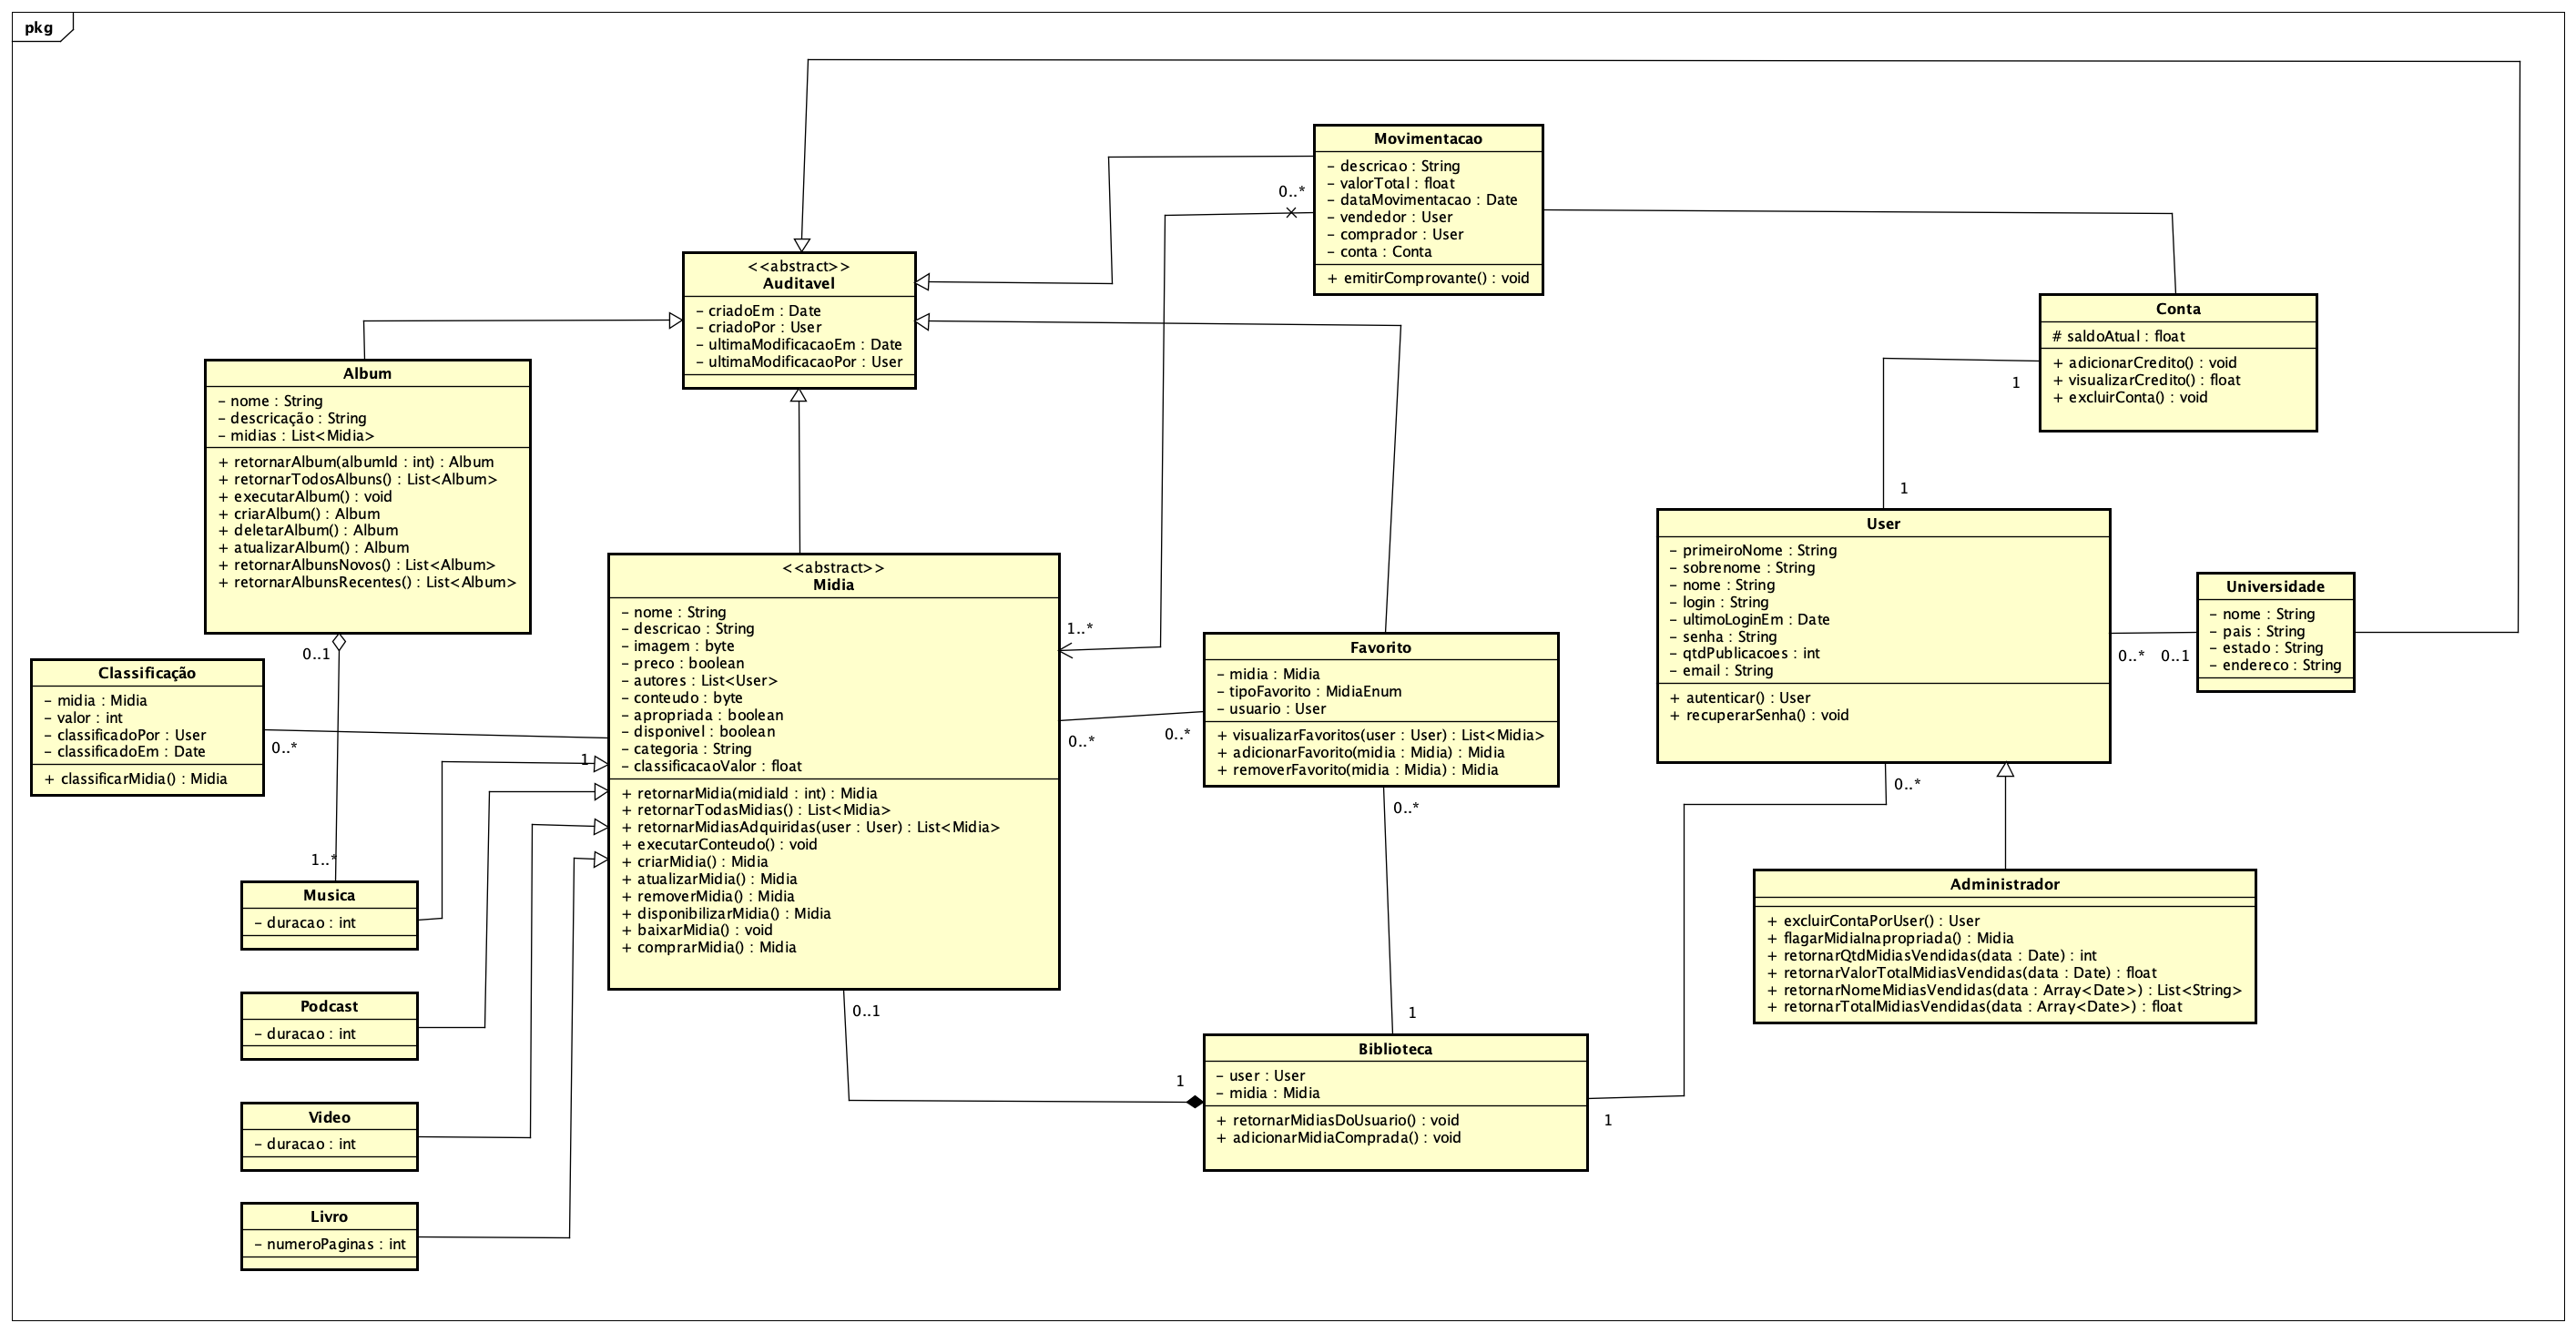 pkg
Movimentacao
– descricao : String
– valorTotal : float
– dataMovimentacao : Date
– vendedor : User
– comprador : User
– conta : Conta
+ emitirComprovante() : void
0..*
<<abstract>>
Auditavel
– criadoEm : Date
– criadoPor : User
– ultimaModificacaoEm : Date
– ultimaModificacaoPor : User
Conta
# saldoAtual : float
+ adicionarCredito() : void
+ visualizarCredito() : float
+ excluirConta() : void
1
1
Album
– nome : String
– descricação : String
– midias : List<Midia>
+ retornarAlbum(albumId : int) : Album
+ retornarTodosAlbuns() : List<Album>
+ executarAlbum() : void
+ criarAlbum() : Album
+ deletarAlbum() : Album
+ atualizarAlbum() : Album
+ retornarAlbunsNovos() : List<Album>
+ retornarAlbunsRecentes() : List<Album>
0..1
User
– primeiroNome : String
– sobrenome : String
– nome : String
– login : String
– ultimoLoginEm : Date
– senha : String
– qtdPublicacoes : int
– email : String
+ autenticar() : User
+ recuperarSenha() : void
0..*
0..1
0..*
Universidade
– nome : String
– pais : String
– estado : String
– endereco : String
<<abstract>>
Midia
– nome : String
– descricao : String
– imagem : byte
– preco : boolean
– autores : List<User>
– conteudo : byte
– apropriada : boolean
– disponivel : boolean
– categoria : String
– classificacaoValor : float
+ retornarMidia(midiaId : int) : Midia
+ retornarTodasMidias() : List<Midia>
+ retornarMidiasAdquiridas(user : User) : List<Midia>
+ executarConteudo() : void
+ criarMidia() : Midia
+ atualizarMidia() : Midia
+ removerMidia() : Midia
+ disponibilizarMidia() : Midia
+ baixarMidia() : void
+ comprarMidia() : Midia
1..*
0..*
0..*
1
0..1
Favorito
– midia : Midia
– tipoFavorito : MidiaEnum
– usuario : User
+ visualizarFavoritos(user : User) : List<Midia>
+ adicionarFavorito(midia : Midia) : Midia
+ removerFavorito(midia : Midia) : Midia
0..*
Classificação
– midia : Midia
– valor : int
– classificadoPor : User
– classificadoEm : Date
+ classificarMidia() : Midia
0..*
1..*
Musica
– duracao : int
Administrador
+ excluirContaPorUser() : User
+ flagarMidiaInapropriada() : Midia
+ retornarQtdMidiasVendidas(data : Date) : int
+ retornarValorTotalMidiasVendidas(data : Date) : float
+ retornarNomeMidiasVendidas(data : Array<Date>) : List<String>
+ retornarTotalMidiasVendidas(data : Array<Date>) : float
Podcast
– duracao : int
1
1
Biblioteca
– user : User
– midia : Midia
+ retornarMidiasDoUsuario() : void
+ adicionarMidiaComprada() : void
1
Video
– duracao : int
Livro
– numeroPaginas : int